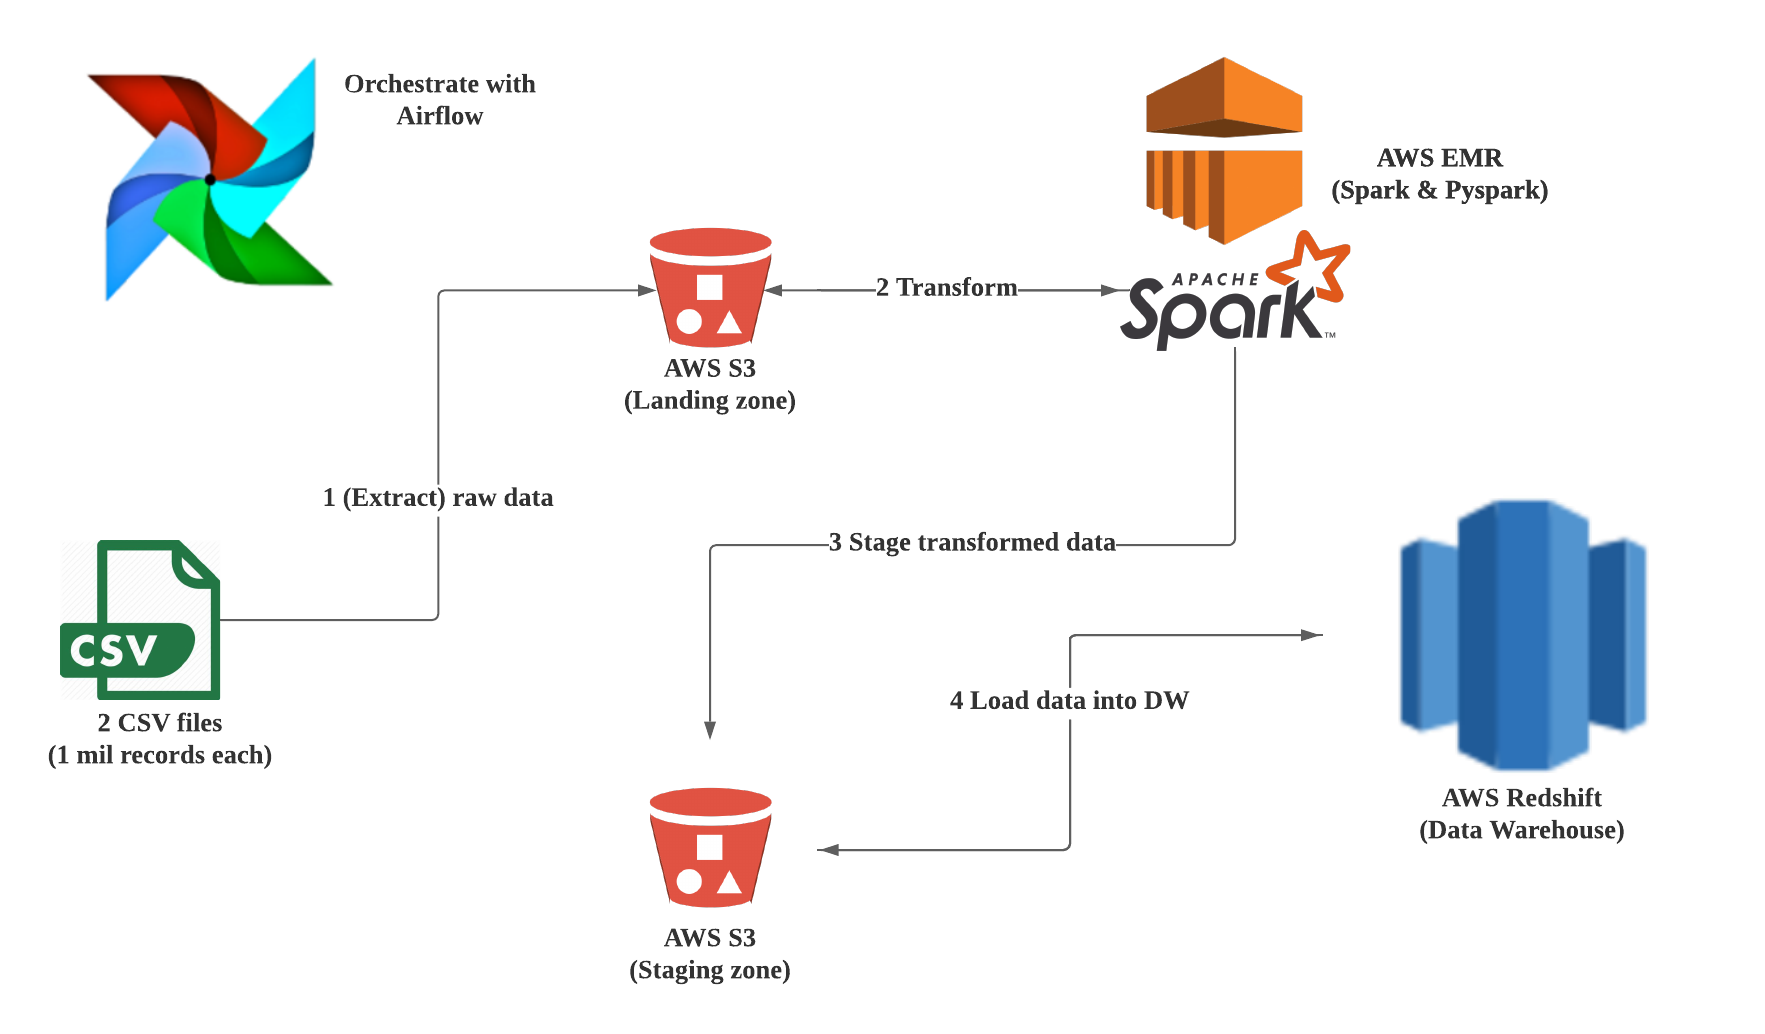 Orchestrate with
Airflow
AWS EMR
(Spark & Pyspark)
APACHE
Spark™
2 Transform
AWS S3
(Landing zone)
1 (Extract) raw data
3 Stage transformed data
CSV
2 CSV files
(1 mil records each)
4 Load data into DW
AWS Redshift
(Data Warehouse)
AWS S3
(Staging zone)